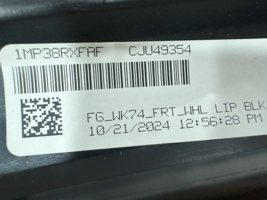 1MP38RXFAF CJU49354
FG_WK74_FRT_WHL LIP BLK
10/21/2024 12:56:28 PM